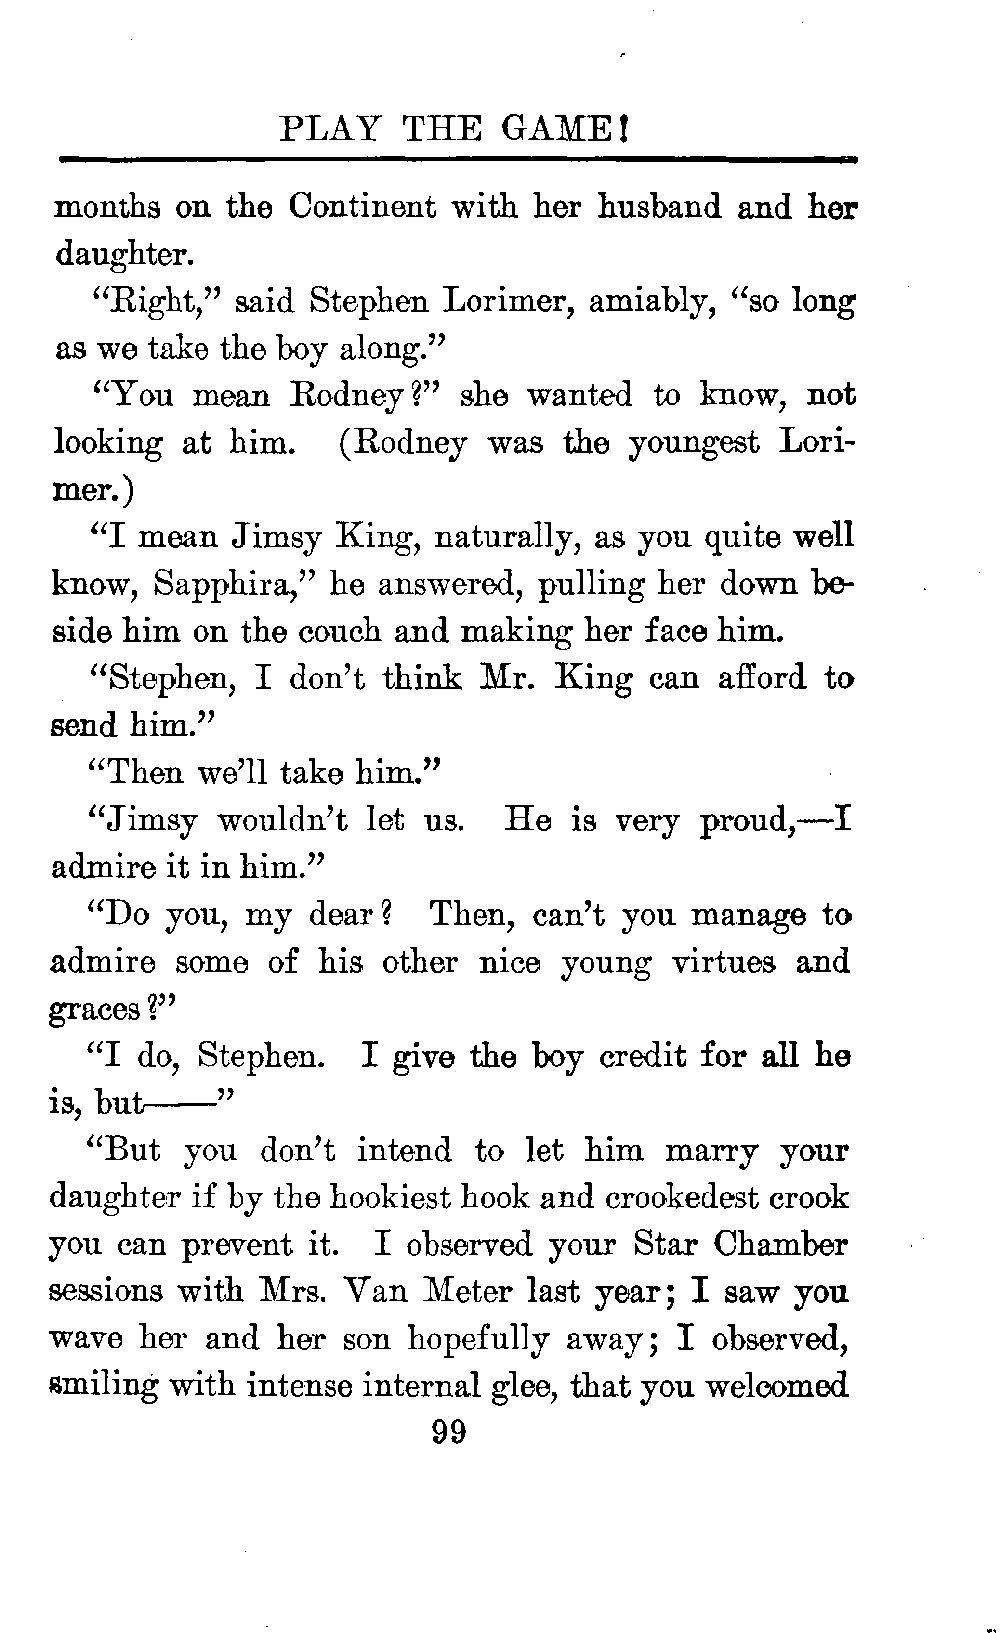 PLAY THE GAME!
months on the Continent with her husband and her
daughter.
“Right,” said Stephen Lorimer, amiably, “so long
as we take the boy along.”
“You mean Rodney?” she wanted to know, not
looking at him. (Rodney was the youngest Lori-
mer.)
“I mean Jimsy King, naturally, as you quite well
know, Sapphira,” he answered, pulling her down be-
side him on the couch and making her face him.
“Stephen, I don’t think Mr. King can afford to
send him.”
“Then we’ll take him.”
“Jimsy wouldn’t let us. He is very proud,—I
admire it in him.”
“Do you, my dear? Then, can’t you manage to
admire some of his other nice young virtues and
graces?”
“I do, Stephen. I give the boy credit for all he
is, but——”
“But you don’t intend to let him marry your
daughter if by the hookiest hook and crookedest crook
you can prevent it. I observed your Star Chamber
sessions with Mrs. Van Meter last year; I saw you
wave her and her son hopefully away; I observed,
smiling with intense internal glee, that you welcomed
99